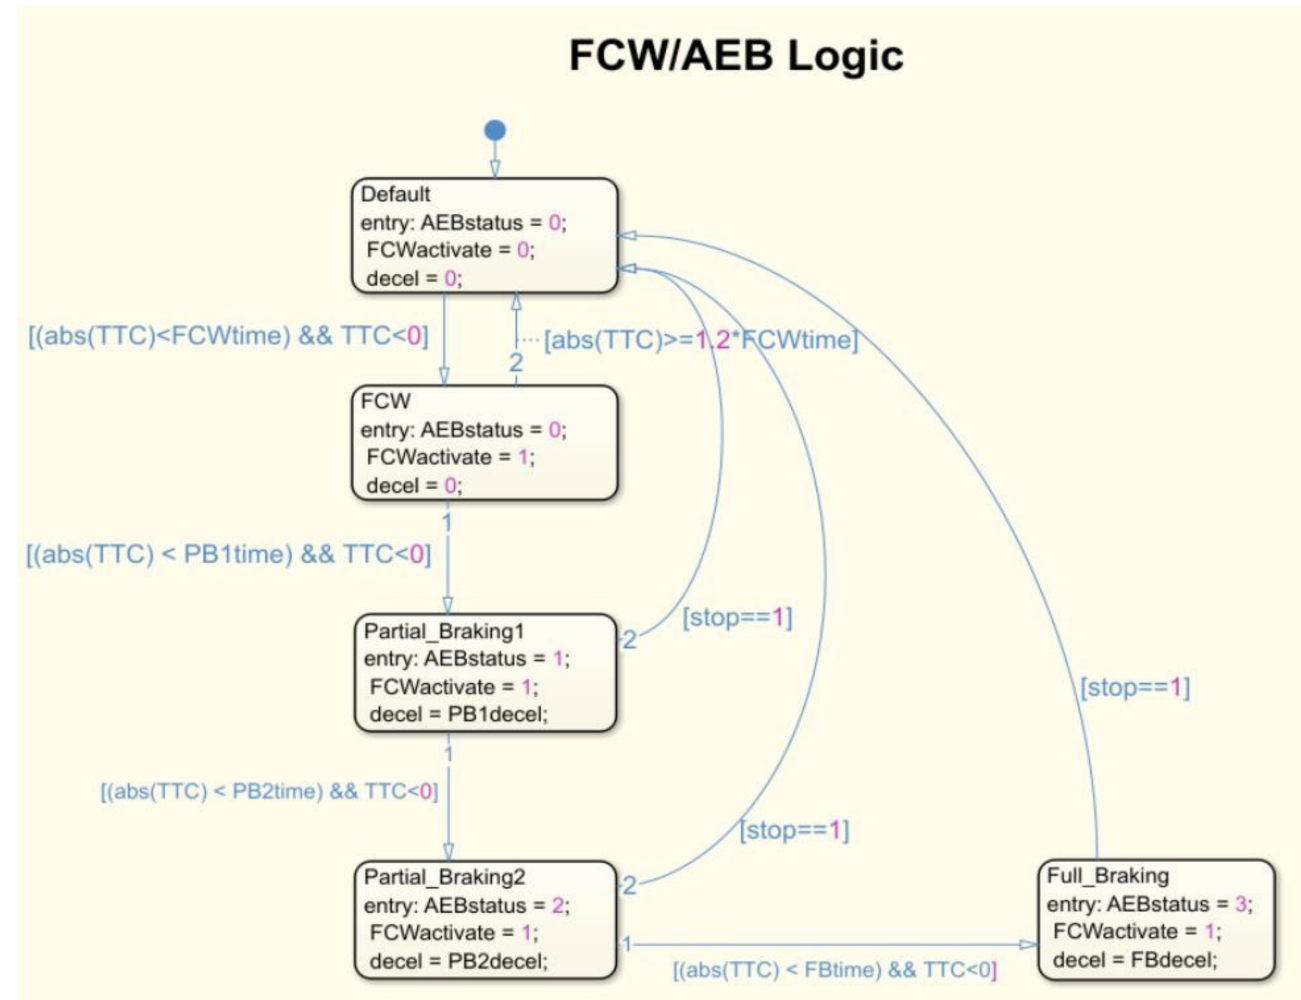 FCW/AEB Logic
Default
entry: AEBstatus = 0;
FCWactivate = 0;
decel = 0;
[(abs(TTC)<FCWtime) && TTC<0]
[abs(TTC)>=1.2*FCWtime]
2
FCW
entry: AEBstatus = 0;
FCWactivate = 1;
decel = 0;
1
[(abs(TTC) < PB1time) && TTC<0]
Partial_Braking1
entry: AEBstatus = 1;
FCWactivate = 1;
decel = PB1decel;
2
[stop==1]
[stop==1]
1
[(abs(TTC) < PB2time) && TTC<0]
[stop==1]
Partial_Braking2
entry: AEBstatus = 2;
FCWactivate = 1;
decel = PB2decel;
2
1
[(abs(TTC) < FBtime) && TTC<0]
Full_Braking
entry: AEBstatus = 3;
FCWactivate = 1;
decel = FBdecel;